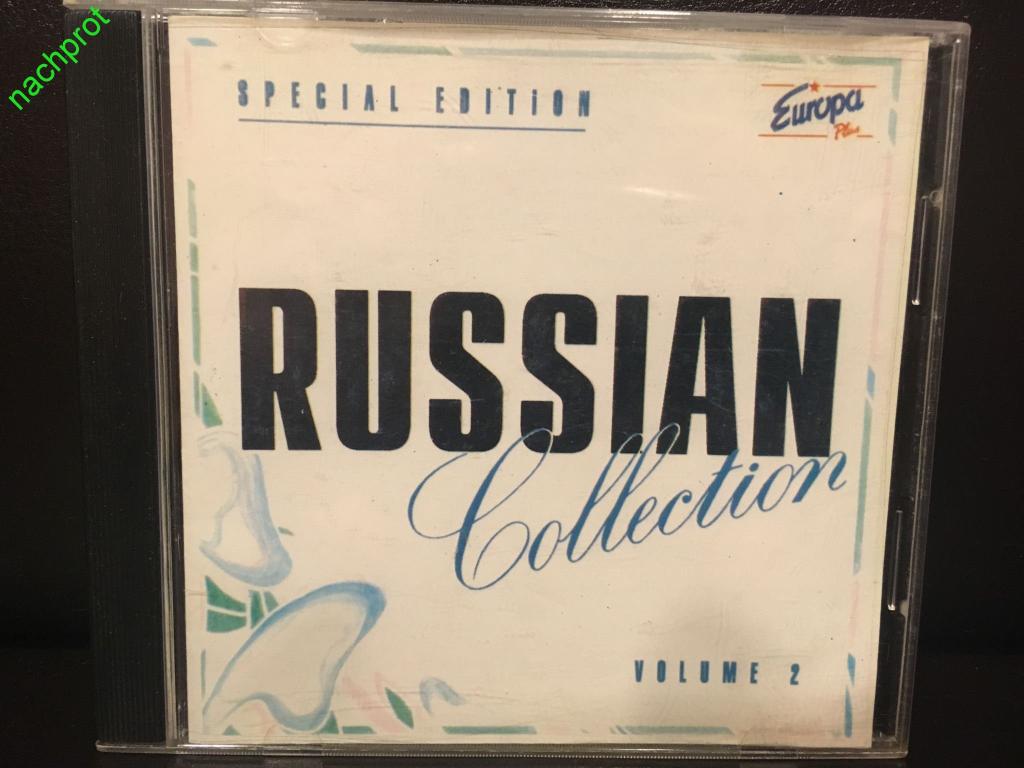 nachprot
SPECIAL EDITiON
Europa
Plus
RUSSIAN
Collection
VOLUME 2